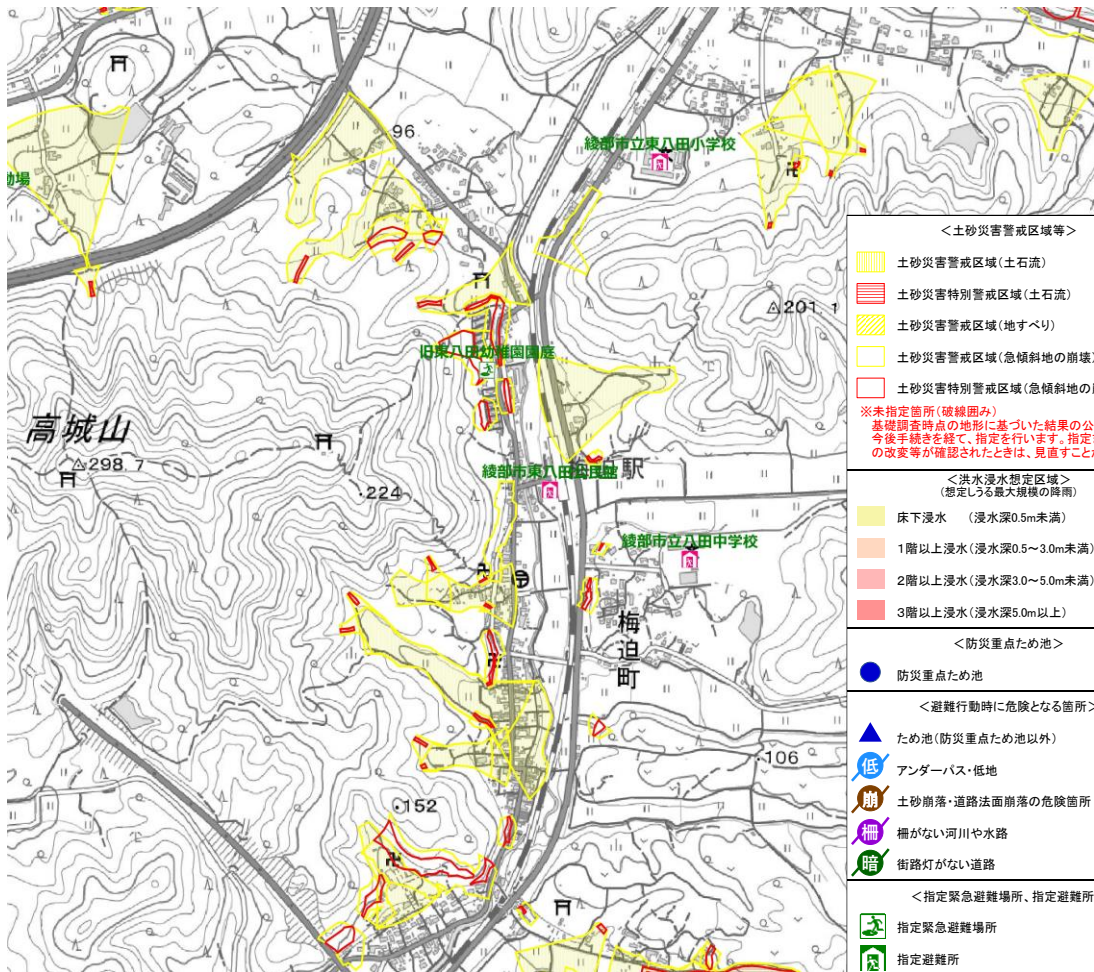 96
綾部市立東八田小学校
動場
201.1
旧東八田幼稚園園庭
高城山
298.7
224
綾部市東八田公民館
駅
綾部市立八田中学校
梅迫町
106
152
＜土砂災害警戒区域等＞
土砂災害警戒区域(土石流)
土砂災害特別警戒区域(土石流)
土砂災害警戒区域(地すべり)
土砂災害警戒区域(急傾斜地の崩壊)
土砂災害特別警戒区域(急傾斜地の
※未指定箇所(破線囲み)
基礎調査時点の地形に基づいた結果の公
今後手続きを経て、指定を行います。指定
の改変等が確認されたときは、見直すこと
＜洪水浸水想定区域＞
(想定しうる最大規模の降雨)
床下浸水　(浸水深0.5m未満)
1階以上浸水(浸水深0.5～3.0m未満)
2階以上浸水(浸水深3.0～5.0m未満)
3階以上浸水(浸水深5.0m以上)
＜防災重点ため池＞
防災重点ため池
＜避難行動時に危険となる箇所＞
ため池(防災重点ため池以外)
低 アンダーパス・低地
崩 土砂崩落・道路法面崩落の危険箇所
柵 柵がない河川や水路
暗 街路灯がない道路
＜指定緊急避難場所、指定避難所
指定緊急避難場所
指定避難所